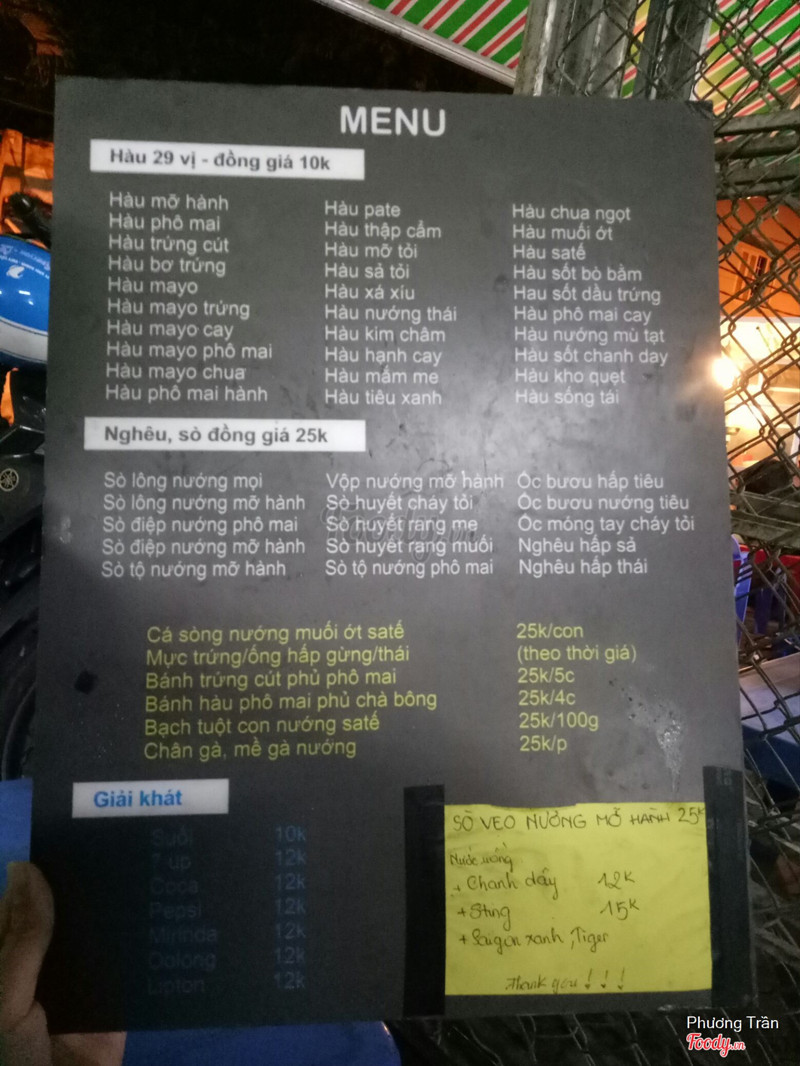 MENU
Hàu 29 vị - đồng giá 10k
Hàu mỡ hành
Hàu phô mai
Hàu trứng cút
Hàu bơ trứng
Hàu mayo
Hàu mayo trứng
Hàu mayo cay
Hàu mayo phô mai
Hàu mayo chua
Hàu phô mai hành
Hàu pate
Hàu thập cẩm
Hàu mỡ tỏi
Hàu sả tỏi
Hàu xá xíu
Hàu nướng thái
Hàu kim châm
Hàu hạnh cay
Hàu mắm me
Hàu tiêu xanh
Hàu chua ngọt
Hàu muối ớt
Hàu satế
Hàu sốt bò bằm
Hau sốt dầu trứng
Hàu phô mai cay
Hàu nướng mù tạt
Hàu sốt chanh day
Hàu kho quẹt
Hàu sống tái
Nghêu, sò đồng giá 25k
Sò lông nướng mọi
Sò lông nướng mỡ hành
Sò điệp nướng phô mai
Sò điệp nướng mỡ hành
Sò tộ nướng mỡ hành
Vộp nướng mỡ hành
Sò huyết cháy tỏi
Sò huyết rang me
Sò huyết rang muối
Sò tộ nướng phô mai
Ốc bươu hấp tiêu
Ốc bươu nướng tiêu
Ốc móng tay cháy tỏi
Nghêu hấp sả
Nghêu hấp thái
Cá sòng nướng muối ớt satế 25k/con
Mực trứng/ống hấp gừng/thái (theo thời giá)
Bánh trứng cút phủ phô mai 25k/5c
Bánh hàu phô mai phủ chà bông 25k/4c
Bạch tuột con nướng satế 25k/100g
Chân gà, mề gà nướng 25k/p
Giải khát
Suối 10k
7 up 12k
Coca 12k
Pepsi 12k
Mirinda 12k
Oolong 12k
Lipton 12k
SÒ VẸO NƯỚNG MỠ HÀNH 25K
Nước uống
+ Chanh dây 12K
+ Sting 15K
+ Saigon xanh, Tiger
Thank you ! ! !
Phương Trần
Foody.vn